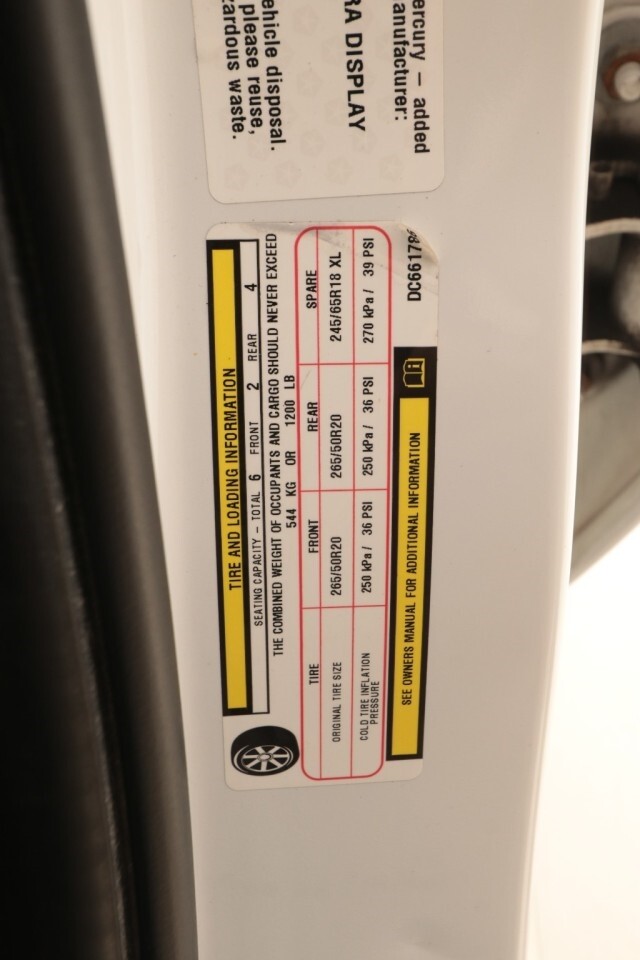 ercury – added
anufacturer:
RA DISPLAY
ehicle disposal.
please reuse,
zardous waste.
TIRE AND LOADING INFORMATION
SEATING CAPACITY - TOTAL 6 FRONT 2 REAR 4
THE COMBINED WEIGHT OF OCCUPANTS AND CARGO SHOULD NEVER EXCEED
544 KG OR 1200 LB
TIRE FRONT REAR SPARE
ORIGINAL TIRE SIZE 265/50R20 265/50R20 245/65R18 XL
COLD TIRE INFLATION
PRESSURE 250 kPa / 36 PSI 250 kPa / 36 PSI 270 kPa / 39 PSI
SEE OWNERS MANUAL FOR ADDITIONAL INFORMATION
DC66178